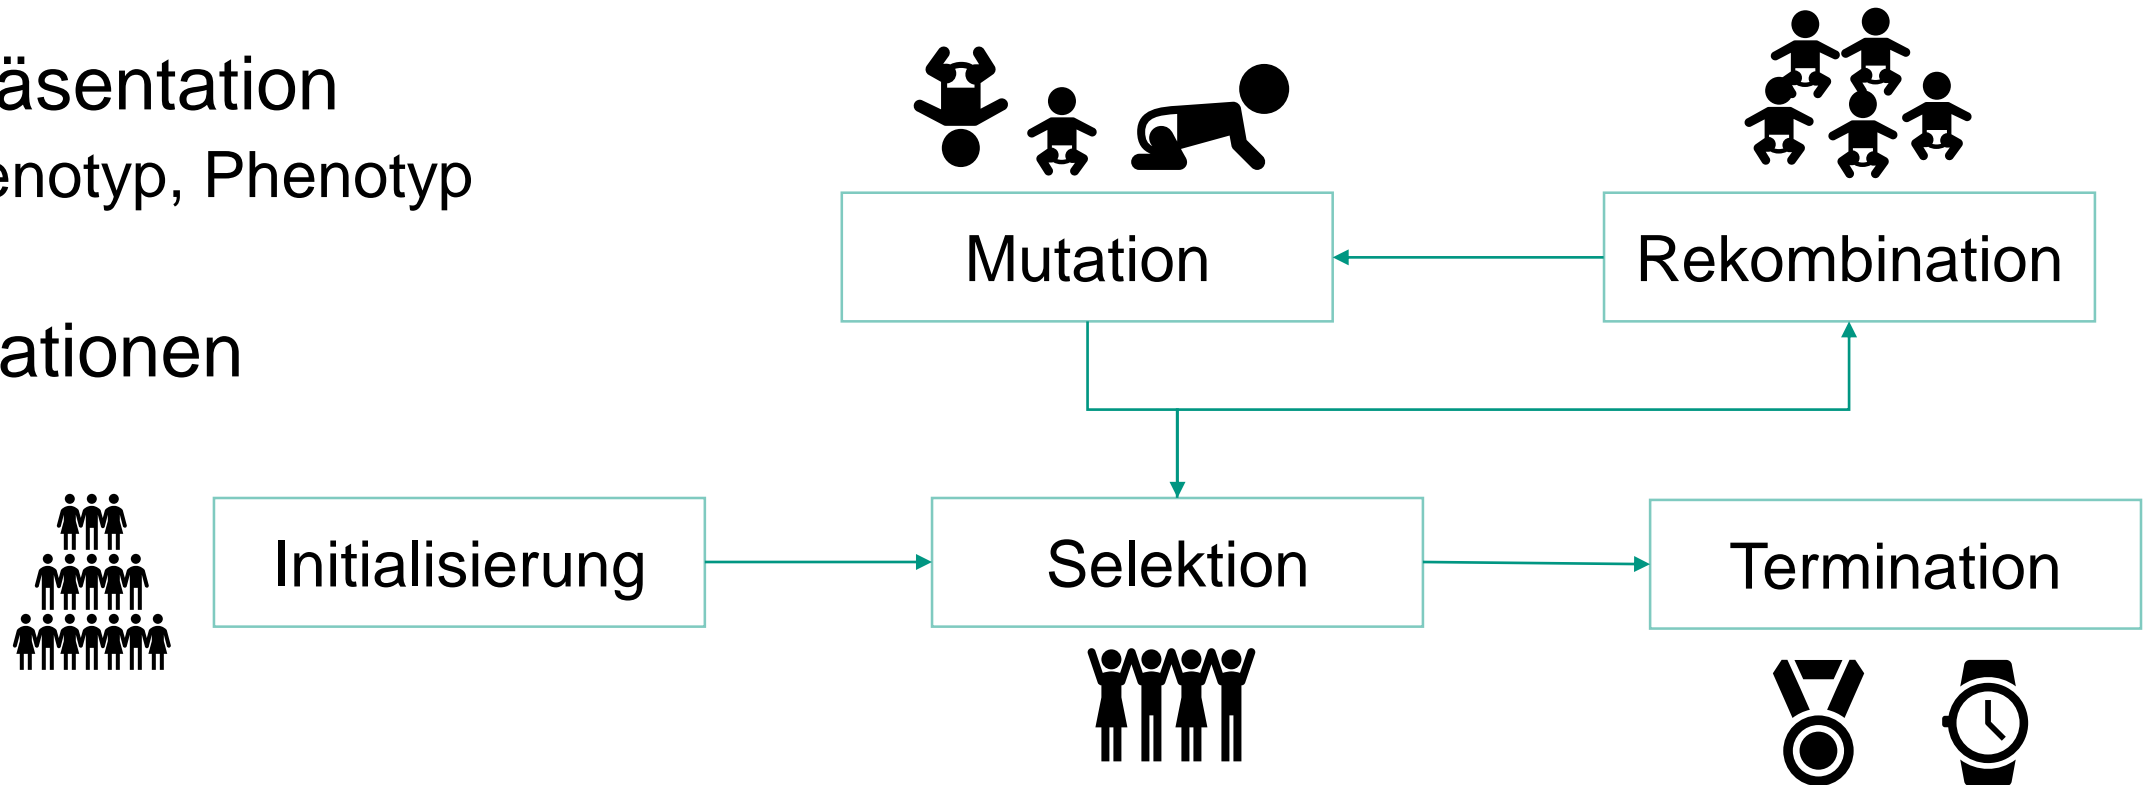 äsentation
enotyp, Phenotyp
ationen
Mutation
Rekombination
Initialisierung
Selektion
Termination